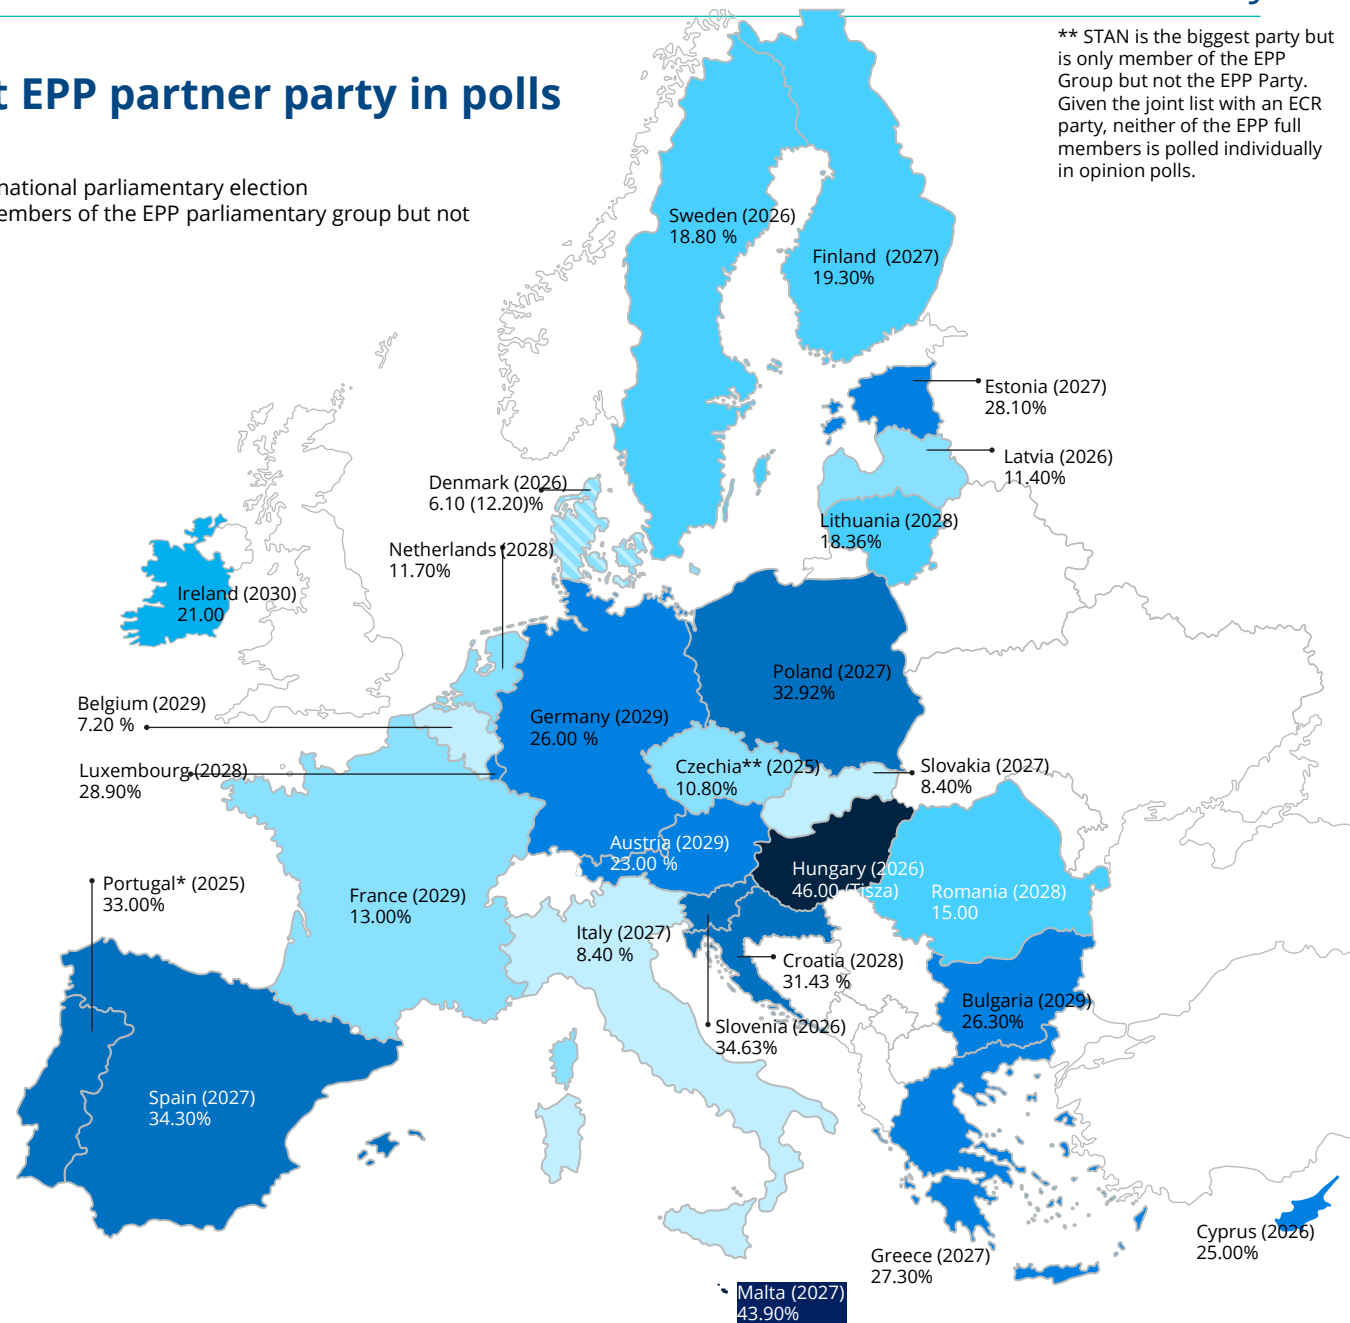 ** STAN is the biggest party but
is only member of the EPP
Group but not the EPP Party.
Given the joint list with an ECR
party, neither of the EPP full
members is polled individually
in opinion polls.
t EPP partner party in polls
national parliamentary election
embers of the EPP parliamentary group but not
Sweden (2026)
18.80 %
Finland (2027)
19.30%
Estonia (2027)
28.10%
Latvia (2026)
11.40%
Denmark (2026)
6.10 (12.20)%
Lithuania (2028)
18.36%
Netherlands (2028)
11.70%
Ireland (2030)
21.00
Poland (2027)
32.92%
Belgium (2029)
7.20 %
Germany (2029)
26.00 %
Luxembourg (2028)
28.90%
Czechia** (2025)
10.80%
Slovakia (2027)
8.40%
Austria (2029)
23.00 %
Hungary (2026)
46.00 (Tisza)
Romania (2028)
15.00
Portugal* (2025)
33.00%
France (2029)
13.00%
Italy (2027)
8.40 %
Croatia (2028)
31.43 %
Bulgaria (2029)
26.30%
Slovenia (2026)
34.63%
Spain (2027)
34.30%
Cyprus (2026)
25.00%
Greece (2027)
27.30%
Malta (2027)
43.90%